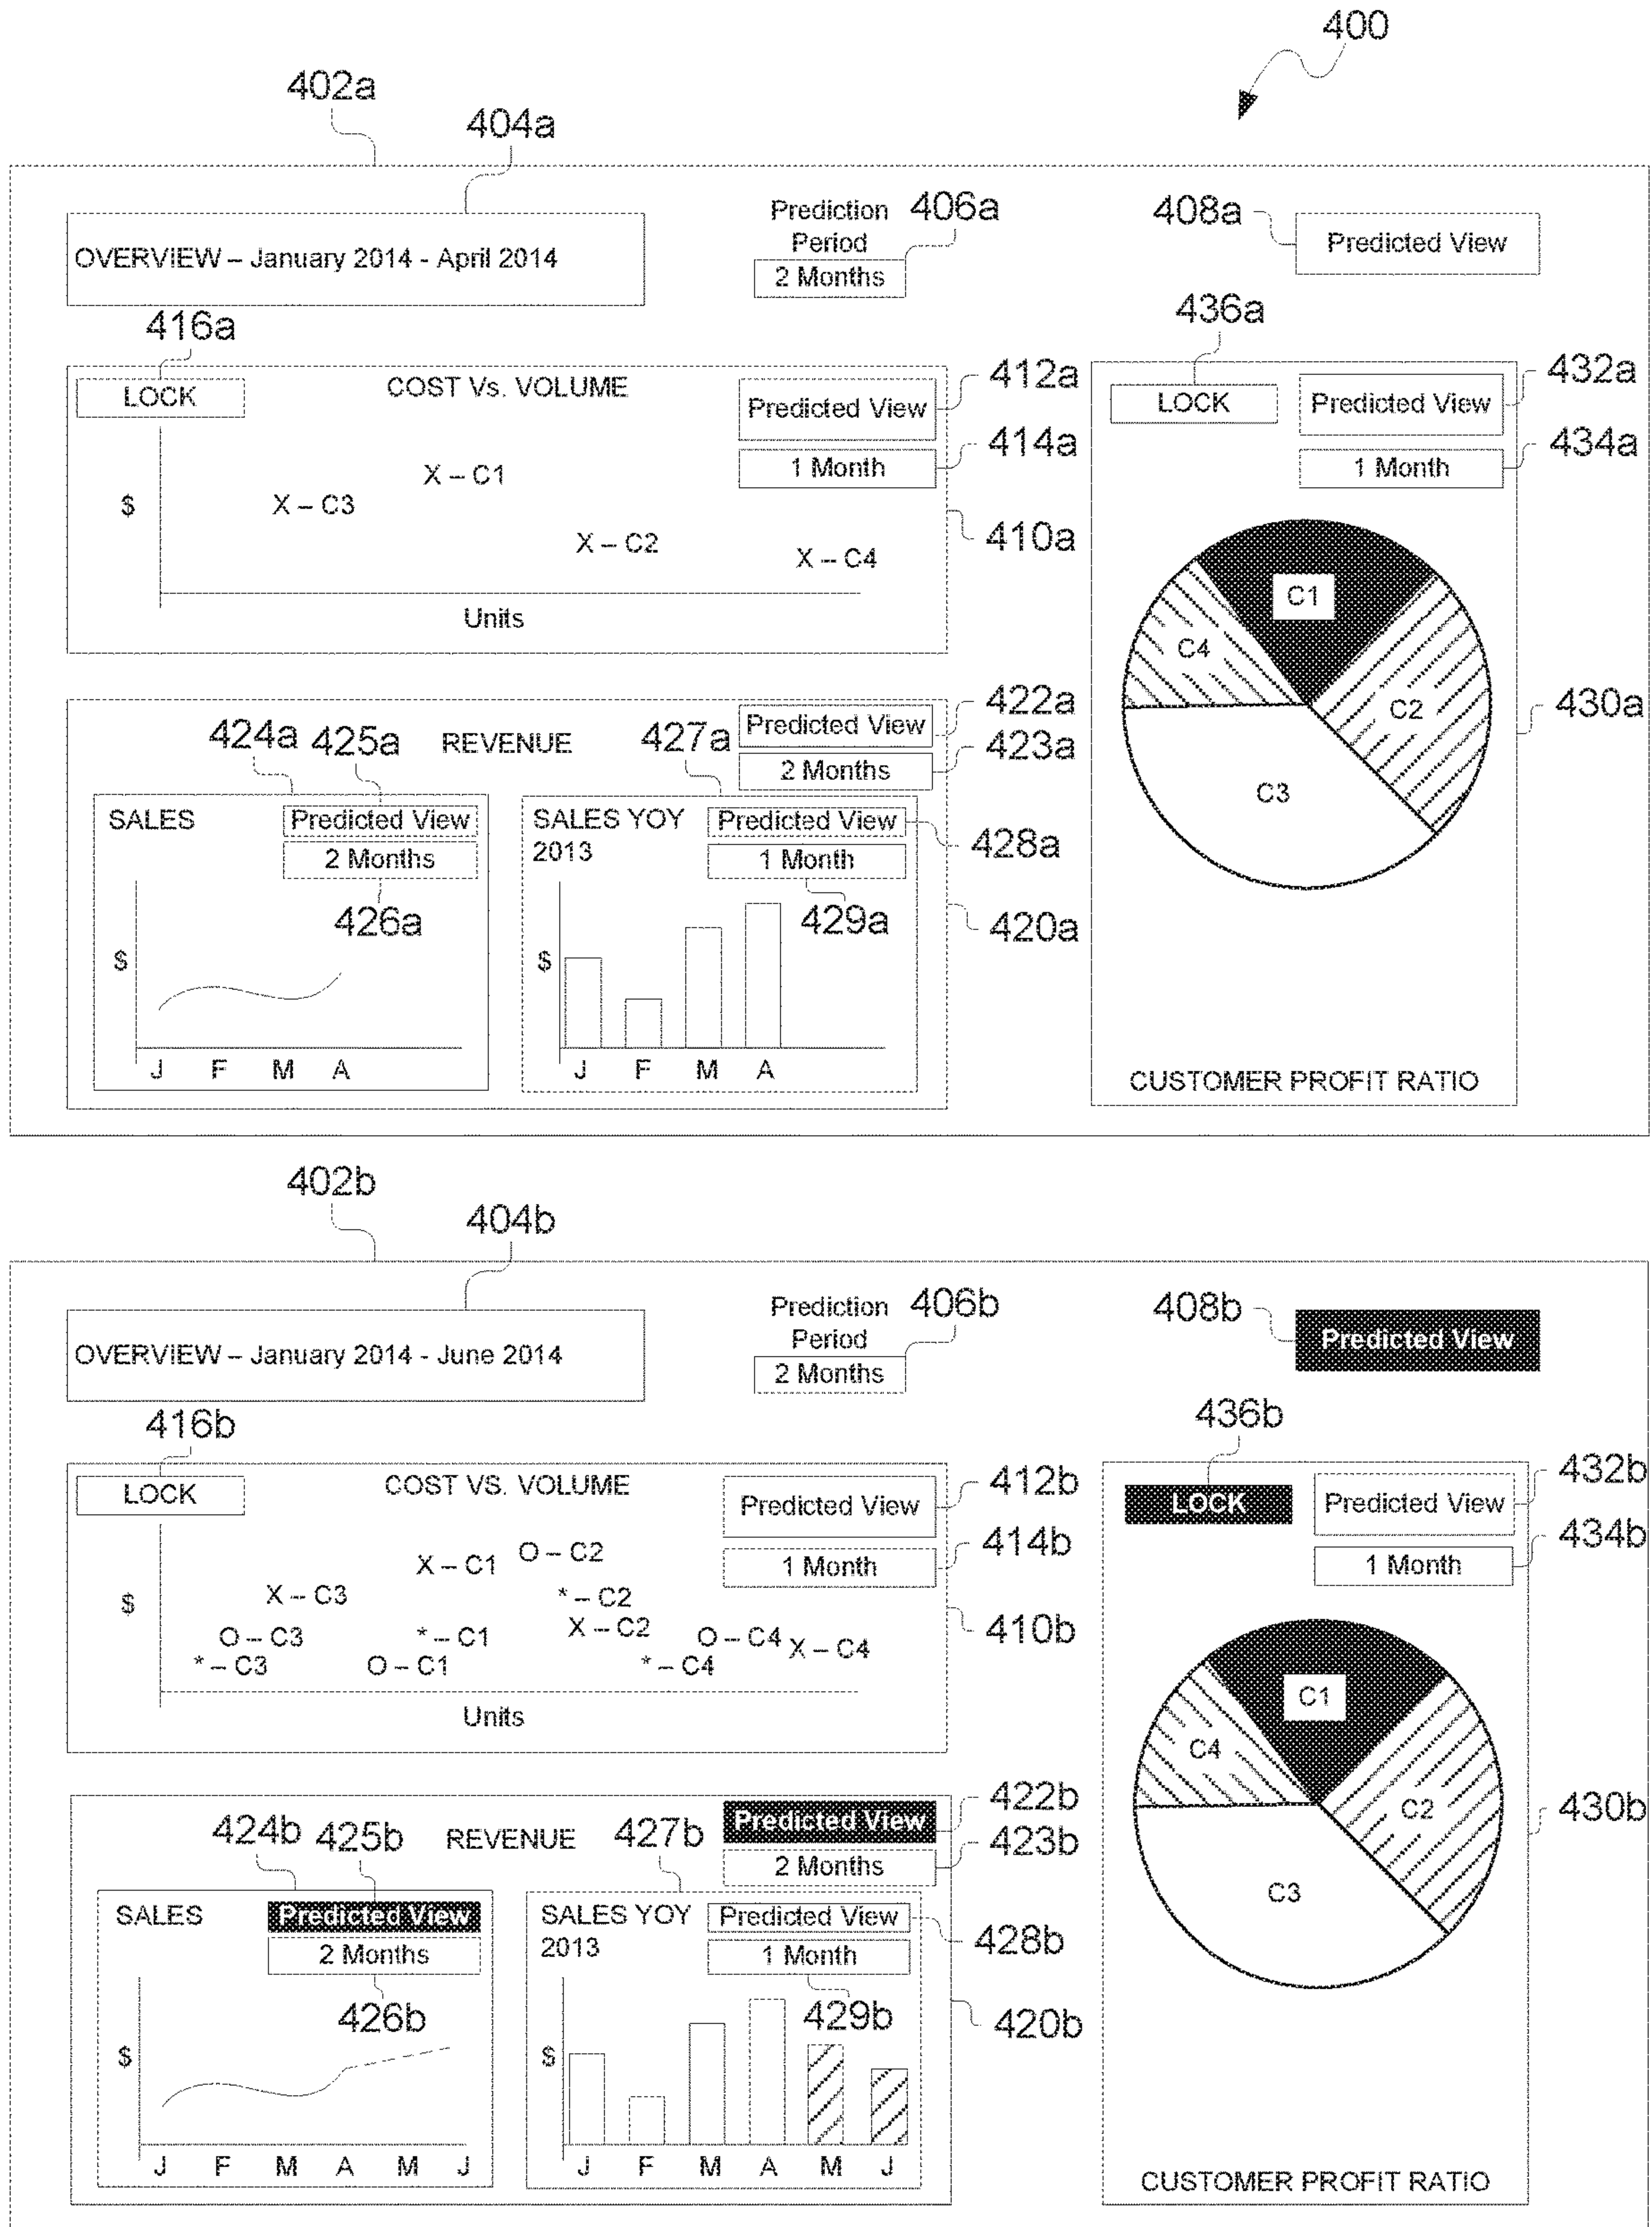 400
402a
404a
OVERVIEW – January 2014 - April 2014
Prediction
Period
2 Months
406a
408a
Predicted View
416a
LOCK
COST Vs. VOLUME
Predicted View
412a
1 Month
414a
410a
$
X – C1
X – C3
X – C2
X – C4
Units
436a
LOCK
Predicted View
432a
1 Month
434a
C1
C4
C2
C3
430a
CUSTOMER PROFIT RATIO
424a
425a
REVENUE
427a
Predicted View
422a
2 Months
423a
SALES
Predicted View
2 Months
426a
$
J F M A
SALES YOY
2013
Predicted View
428a
1 Month
429a
420a
$
J F M A
402b
404b
OVERVIEW – January 2014 - June 2014
Prediction
Period
2 Months
406b
408b
Predicted View
416b
LOCK
COST VS. VOLUME
Predicted View
412b
1 Month
414b
410b
$
X – C1
O – C2
X – C3
* – C2
X – C2
O – C3
* – C1
O – C4
X – C4
* – C3
O – C1
* – C4
Units
436b
LOCK
Predicted View
432b
1 Month
434b
C1
C4
C2
C3
430b
CUSTOMER PROFIT RATIO
424b
425b
REVENUE
427b
Predicted View
422b
2 Months
423b
SALES
Predicted View
2 Months
426b
$
J F M A M J
SALES YOY
2013
Predicted View
428b
1 Month
429b
420b
$
J F M A M J